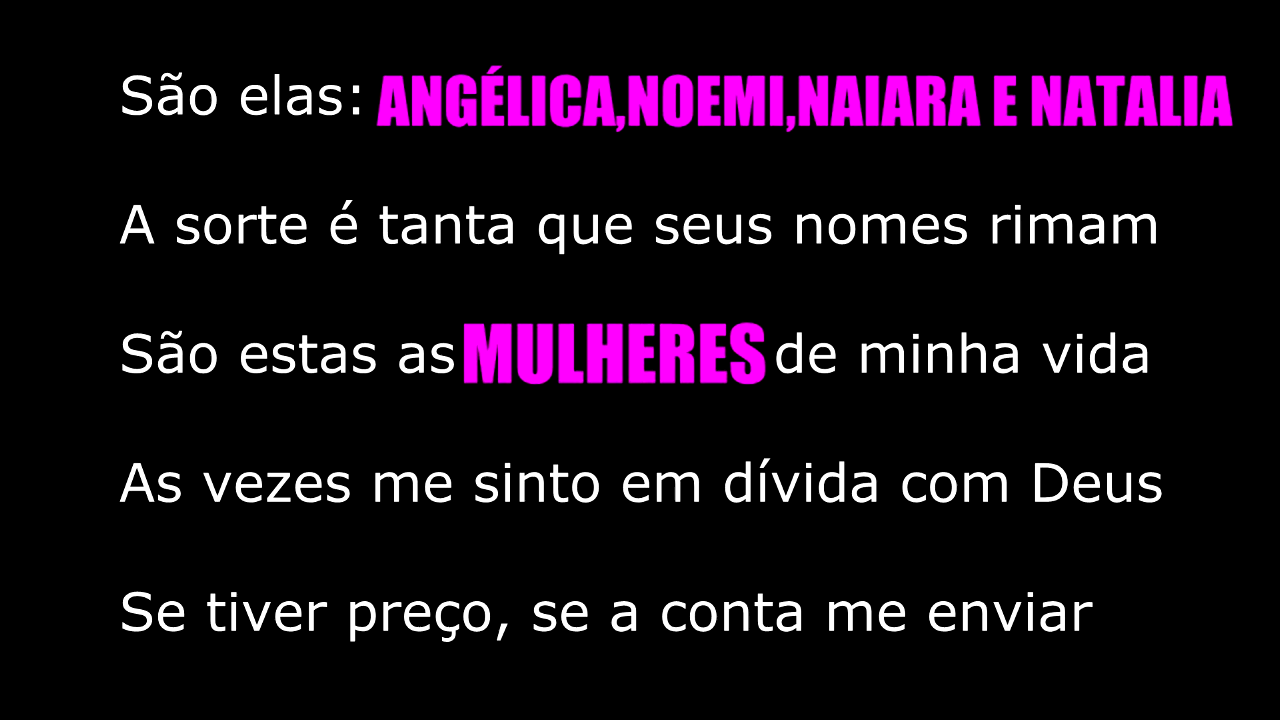 São elas: ANGÉLICA,NOEMI,NAIARA E NATALIA
A sorte é tanta que seus nomes rimam
São estas as MULHERES de minha vida
As vezes me sinto em dívida com Deus
Se tiver preço, se a conta me enviar